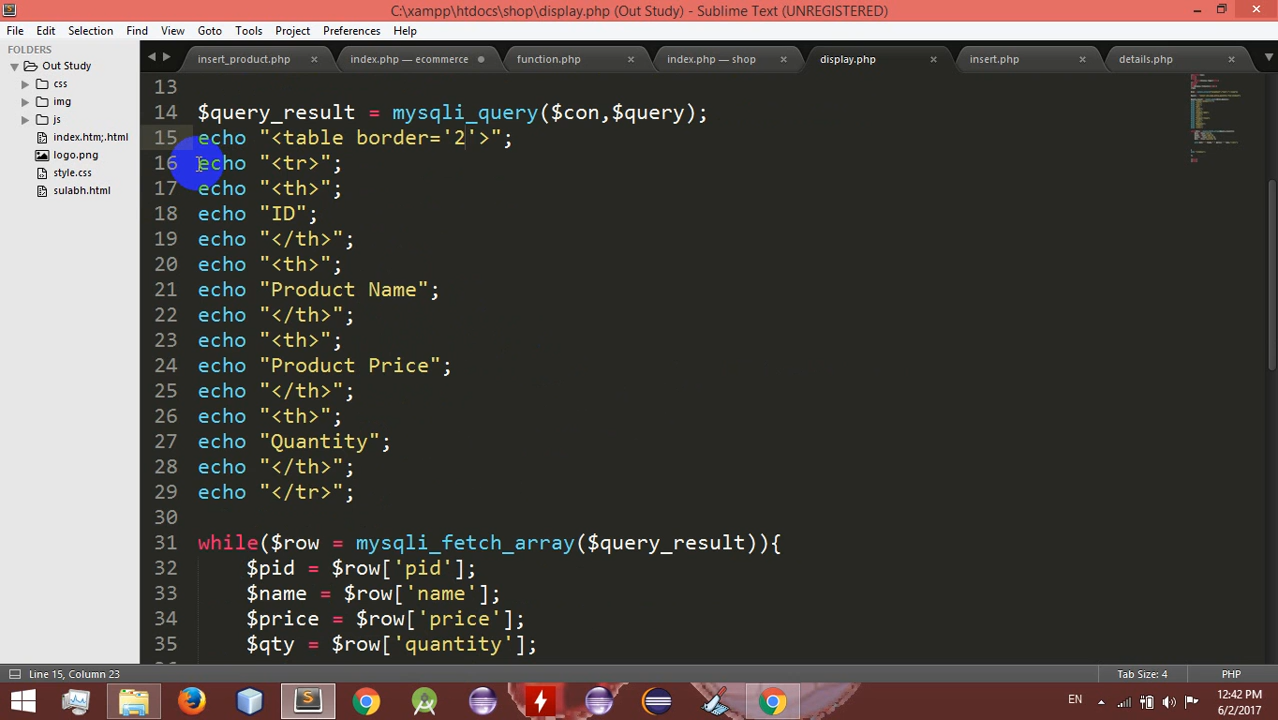 C:\xampp\htdocs\shop\display.php (Out Study) - Sublime Text (UNREGISTERED)
File Edit Selection Find View Goto Tools Project Preferences Help
FOLDERS
Out Study
css
img
js
index.htm;.html
logo.png
style.css
sulabh.html
insert_product.php
index.php — ecommerce
function.php
index.php — shop
display.php
insert.php
details.php
13
14 $query_result = mysqli_query($con,$query);
15 echo "<table border='2'>";
16 echo "<tr>";
17 echo "<th>";
18 echo "ID";
19 echo "</th>";
20 echo "<th>";
21 echo "Product Name";
22 echo "</th>";
23 echo "<th>";
24 echo "Product Price";
25 echo "</th>";
26 echo "<th>";
27 echo "Quantity";
28 echo "</th>";
29 echo "</tr>";
30
31 while($row = mysqli_fetch_array($query_result)){
32 $pid = $row['pid'];
33 $name = $row['name'];
34 $price = $row['price'];
35 $qty = $row['quantity'];
Line 15, Column 23
Tab Size: 4
PHP
EN
12:42 PM
6/2/2017